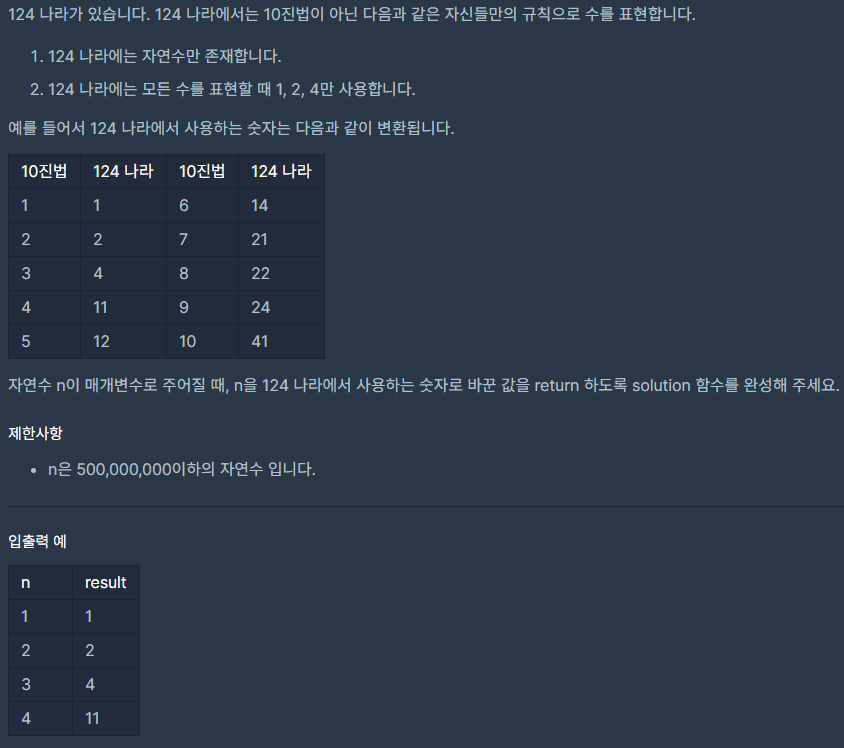 124 나라가 있습니다. 124 나라에서는 10진법이 아닌 다음과 같은 자신들만의 규칙으로 수를 표현합니다.
1. 124 나라에는 자연수만 존재합니다.
2. 124 나라에는 모든 수를 표현할 때 1, 2, 4만 사용합니다.
예를 들어서 124 나라에서 사용하는 숫자는 다음과 같이 변환됩니다.
10진법 124 나라 10진법 124 나라
1 1 6 14
2 2 7 21
3 4 8 22
4 11 9 24
5 12 10 41
자연수 n이 매개변수로 주어질 때, n을 124 나라에서 사용하는 숫자로 바꾼 값을 return 하도록 solution 함수를 완성해 주세요.
제한사항
• n은 500,000,000이하의 자연수 입니다.
입출력 예
n result
1 1
2 2
3 4
4 11